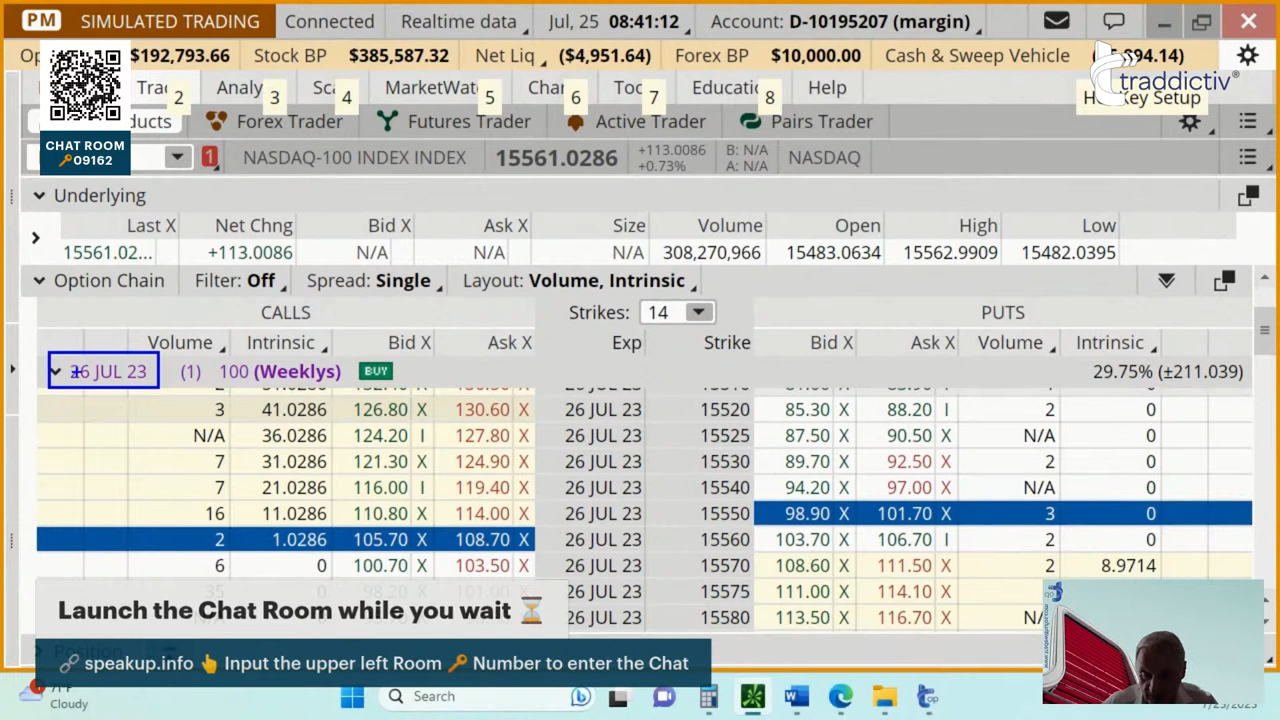 PM SIMULATED TRADING Connected Realtime data Jul, 25 08:41:12 Account: D-10195207 (margin)
$192,793.66 Stock BP $385,587.32 Net Liq ($4,951.64) Forex BP $10,000.00 Cash & Sweep Vehicle
traddictiv®
2 Analy 3 4 MarketWat 5 Char 6 Too 7 Educati 8 Help
Forex Trader Futures Trader Active Trader Pairs Trader
CHAT ROOM
🔑09162
1 NASDAQ-100 INDEX INDEX 15561.0286 +113.0086 B: N/A NASDAQ
+0.73% A: N/A
Underlying
Last X Net Chng Bid X Ask X Size Volume Open High Low
15561.02... +113.0086 N/A N/A N/A 308,270,966 15483.0634 15562.9909 15482.0395
Option Chain Filter: Off Spread: Single Layout: Volume, Intrinsic
CALLS Strikes: 14 PUTS
Volume Intrinsic Bid X Ask X Exp Strike Bid X Ask X Volume Intrinsic
26 JUL 23 (1) 100 (Weeklys) BUY 29.75% (±211.039)
3 41.0286 126.80 X 130.60 X 26 JUL 23 15520 85.30 X 88.20 I 2 0
N/A 36.0286 124.20 I 127.80 X 26 JUL 23 15525 87.50 X 90.50 I N/A 0
7 31.0286 121.30 X 124.90 X 26 JUL 23 15530 89.70 X 92.50 X 2 0
7 21.0286 116.00 I 119.40 X 26 JUL 23 15540 94.20 X 97.00 X N/A 0
16 11.0286 110.80 X 114.00 X 26 JUL 23 15550 98.90 X 101.70 X 3 0
2 1.0286 105.70 X 108.70 X 26 JUL 23 15560 103.70 X 106.70 I 2 0
6 0 100.70 X 103.50 X 26 JUL 23 15570 108.60 X 111.50 X 2 8.9714
26 JUL 23 15575 111.00 X 114.10 X
26 JUL 23 15580 113.50 X 116.70 X
Launch the Chat Room while you wait ⏳
🔗 speakup.info 👆 Input the upper left Room 🔑 Number to enter the Chat
Cloudy
Search